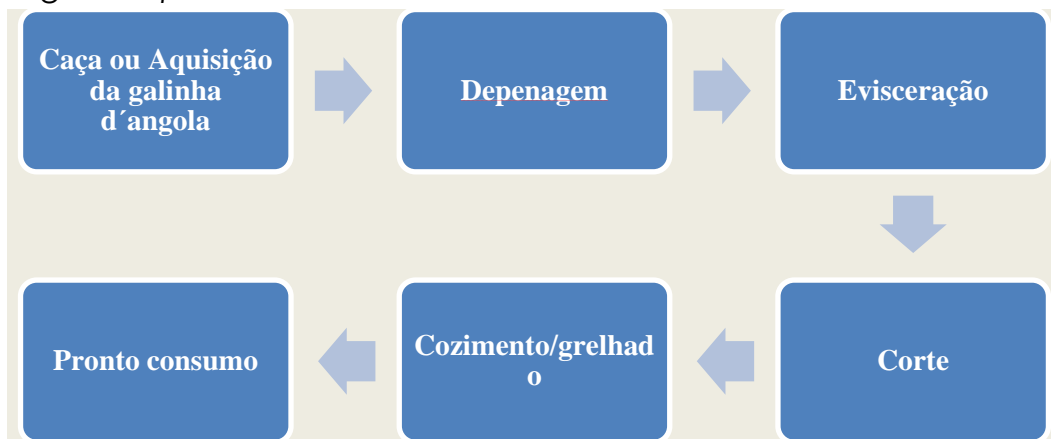 Caça ou Aquisição
da galinha
d´angola
Depenagem
Evisceração
Corte
Cozimento/grelhad
o
Pronto consumo